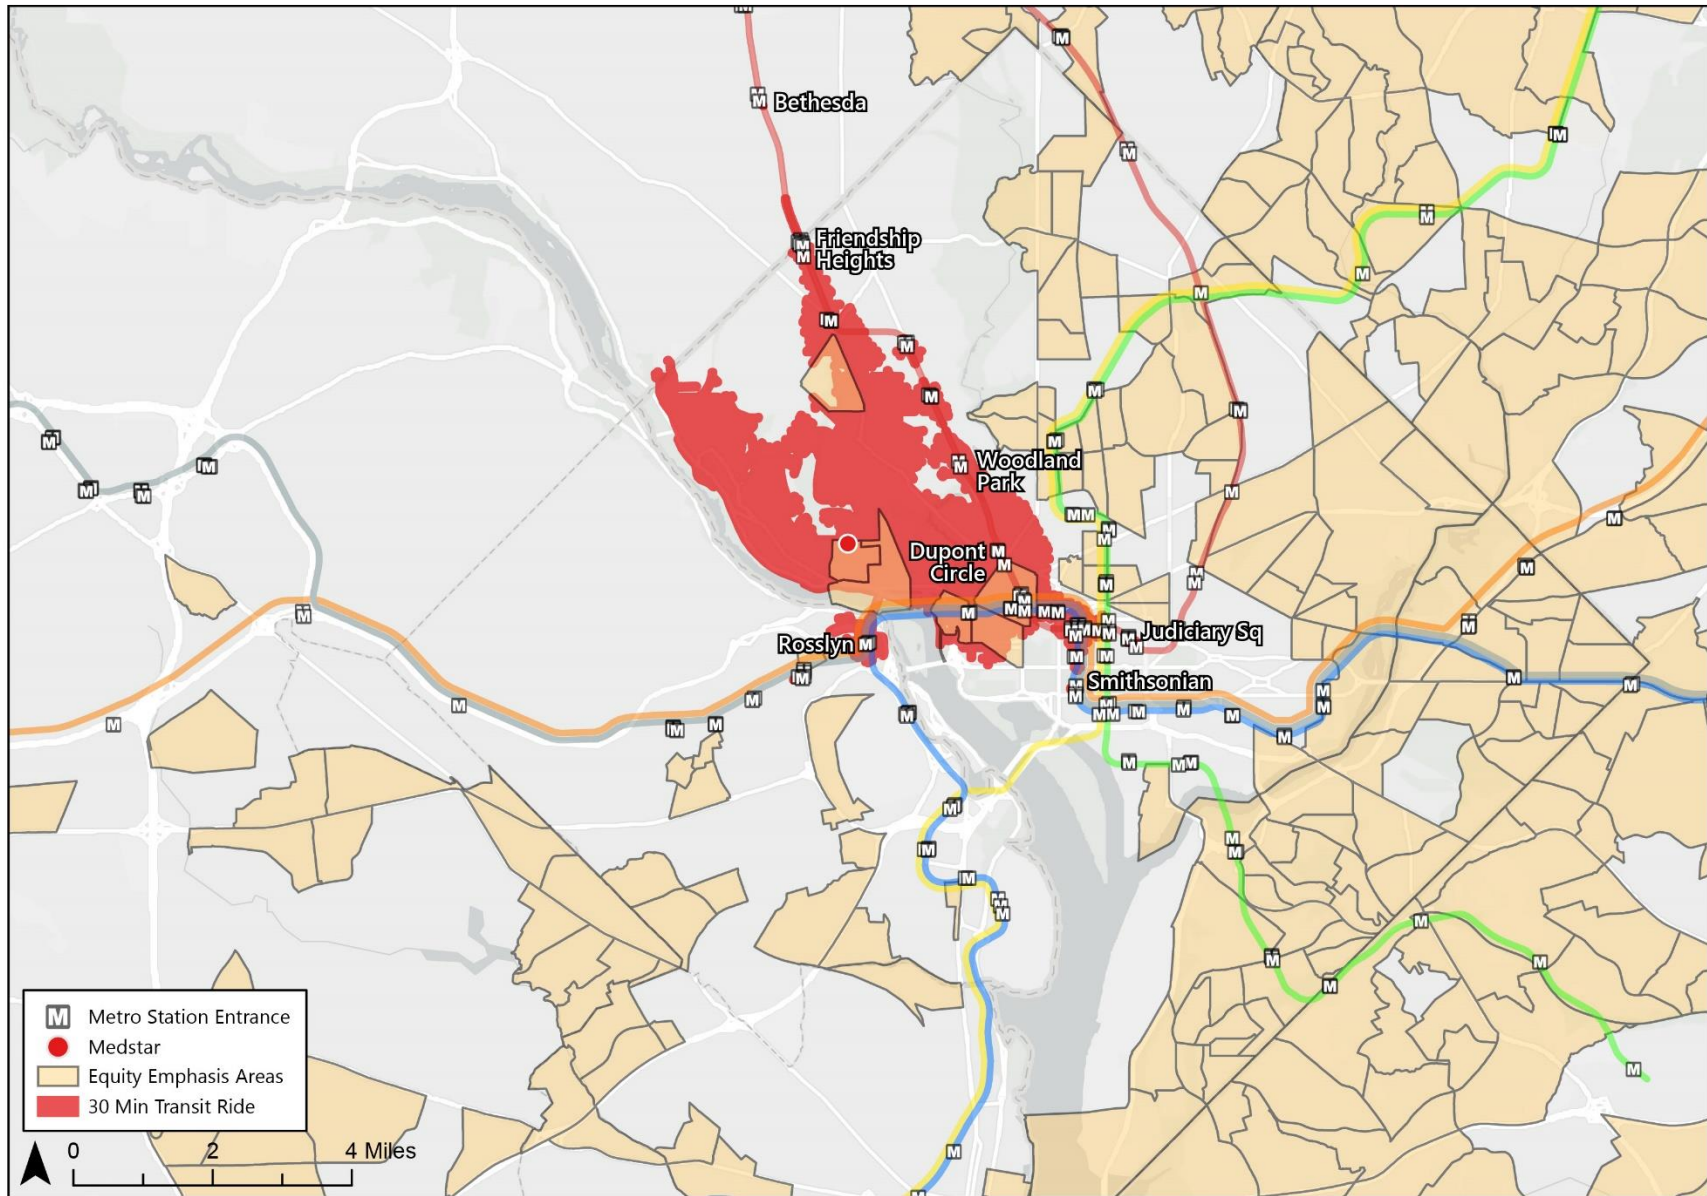 Bethesda
Friendship
Heights
Woodland
Park
Dupont
Circle
Rosslyn
Judiciary Sq
Smithsonian
M Metro Station Entrance
Medstar
Equity Emphasis Areas
30 Min Transit Ride
0 2 4 Miles